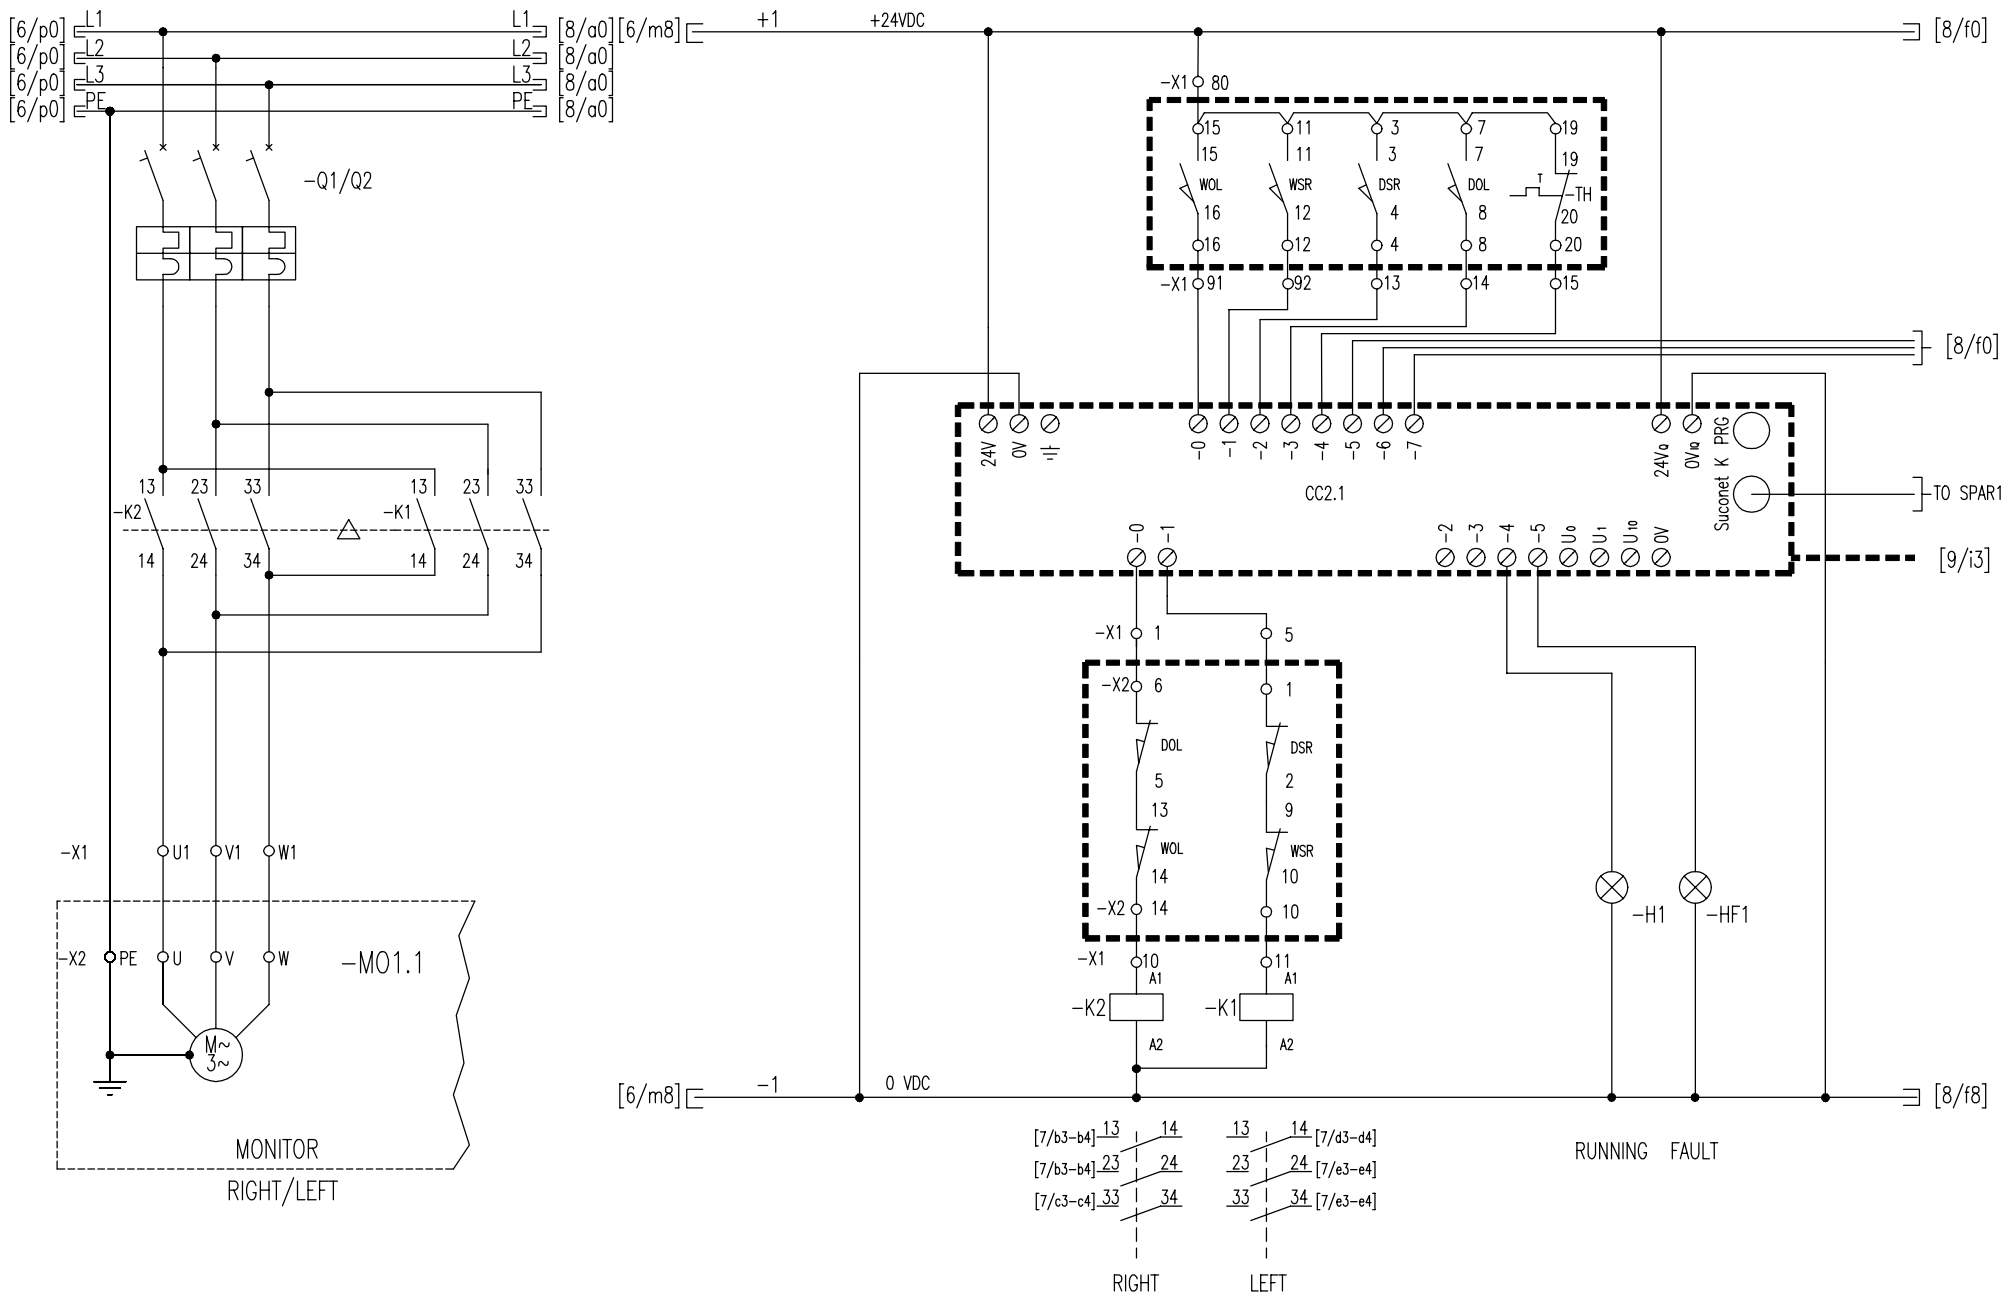 [6/p0] L1 L1 [8/a0] [6/m8] +1 +24VDC [8/f0]
[6/p0] L2 L2 [8/a0]
[6/p0] L3 L3 [8/a0]
[6/p0] PE PE [8/a0]
-X1 80
15 11 3 7 19
15 11 3 7 19
-Q1/Q2
WOL WSR DSR DOL T -TH
16 12 4 8 20
16 12 4 8 20
-X1 91 92 13 14 15
[8/f0]
24V 0V -0 -1 -2 -3 -4 -5 -6 -7 24VQ 0VIQ PRG
CC2.1
Suconet K
TO SPAR1
13 23 33 13 23 33
-K2 -K1
14 24 34 14 24 34
-0 -1 -2 -3 -4 -5 U0 U1 U10 0V
[9/i3]
-X1 1 5
-X2 6 1
DOL DSR
5 2
13 9
WOL WSR
14 10
-X2 14 10
-X1 U1 V1 W1
-H1 -HF1
-X2 PE U V W -M01.1
-X1 10 11
A1 A1
-K2 -K1
A2 A2
M~
3~
[6/m8] -1 0 VDC [8/f8]
[7/b3-b4] 13 14 13 14 [7/d3-d4]
[7/b3-b4] 23 24 23 24 [7/e3-e4]
[7/c3-c4] 33 34 33 34 [7/e3-e4]
RUNNING FAULT
MONITOR
RIGHT/LEFT
RIGHT LEFT